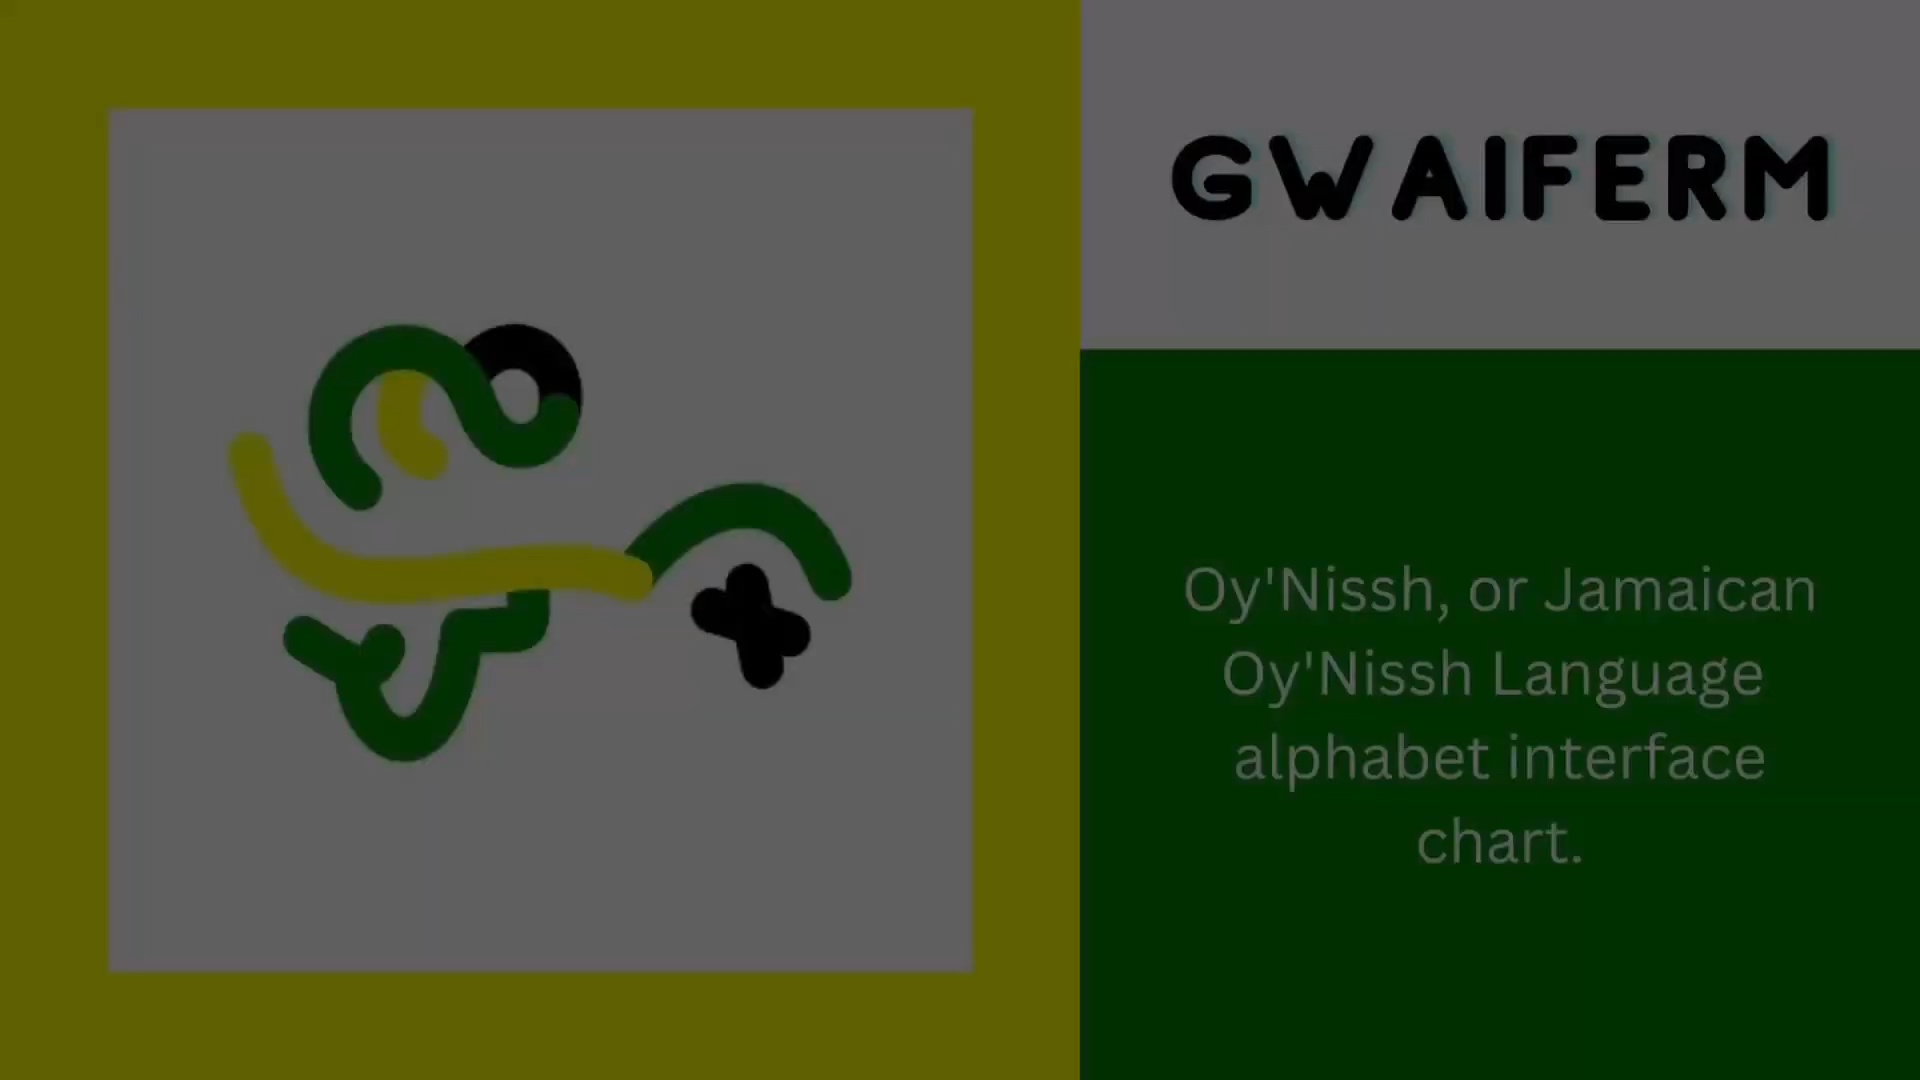 GWAIFERM
Oy'Nissh, or Jamaican
Oy'Nissh Language
alphabet interface
chart.